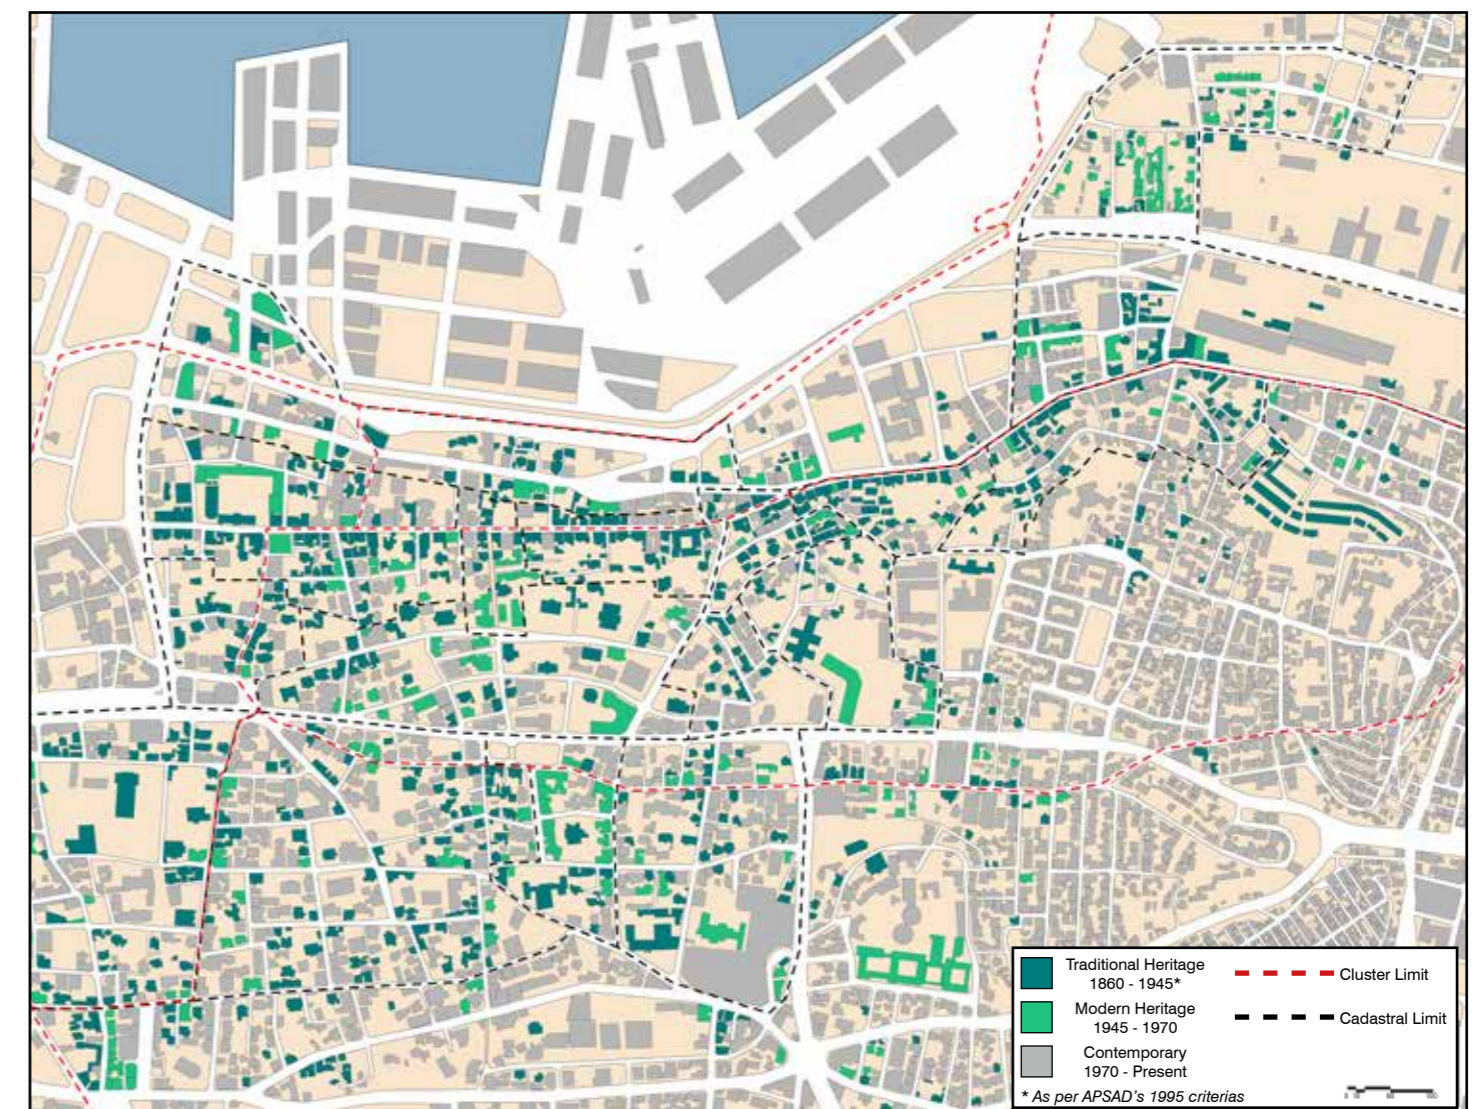 Traditional Heritage
1860 - 1945*
Modern Heritage
1945 - 1970
Contemporary
1970 - Present
Cluster Limit
Cadastral Limit
* As per APSAD's 1995 criterias